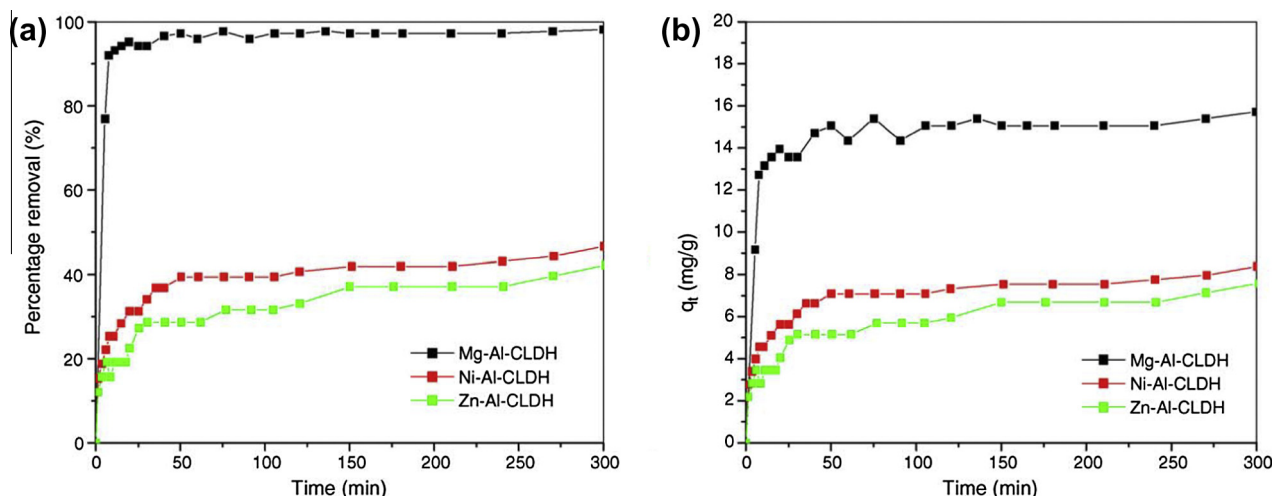 (a)
100
80
60
40
20
0
Percentage removal (%)
Mg-Al-CLDH
Ni-Al-CLDH
Zn-Al-CLDH
0 50 100 150 200 250 300
Time (min)
(b)
20
18
16
14
12
10
8
6
4
2
0
qt (mg/g)
Mg-Al-CLDH
Ni-Al-CLDH
Zn-Al-CLDH
0 50 100 150 200 250 300
Time (min)